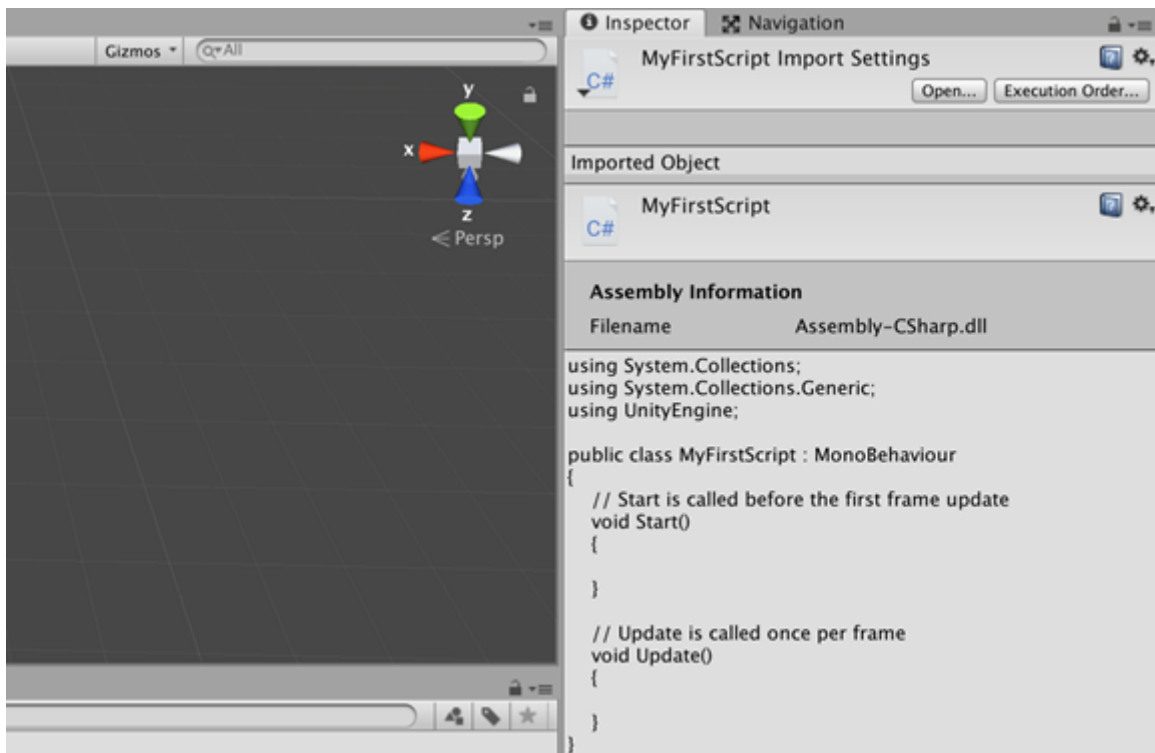 Gizmos
All
y
x
z
Persp
Inspector
Navigation
C#
MyFirstScript Import Settings
Open...
Execution Order...
Imported Object
C#
MyFirstScript
Assembly Information
Filename Assembly-CSharp.dll
using System.Collections;
using System.Collections.Generic;
using UnityEngine;
public class MyFirstScript : MonoBehaviour
{
// Start is called before the first frame update
void Start()
{
}
// Update is called once per frame
void Update()
{
}
}